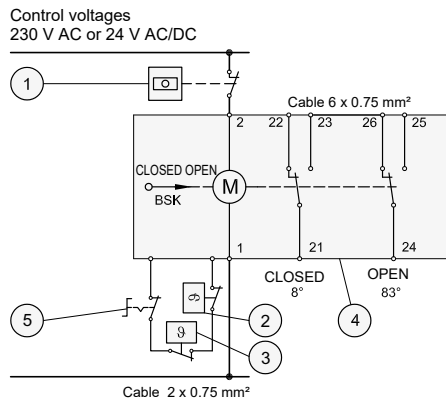 Control voltages
230 V AC or 24 V AC/DC
1
Cable 6 x 0.75 mm²
2 22 23 26 25
CLOSED OPEN
M
BSK
1 21 24
CLOSED OPEN
8° 83°
5 ϑ 2 4
ϑ 3
Cable 2 x 0.75 mm²